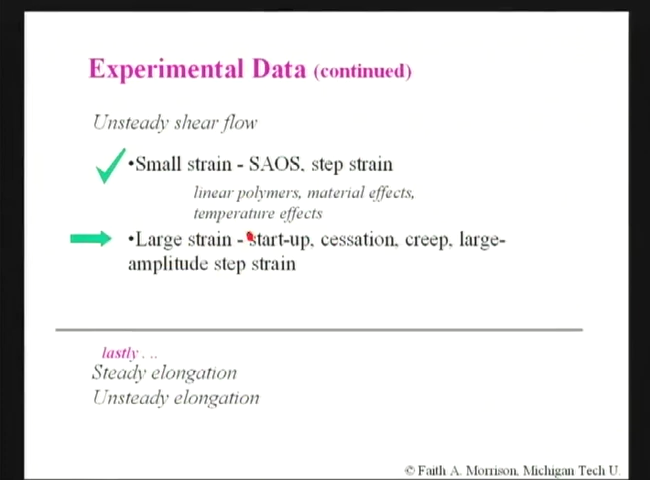 Experimental Data (continued)
Unsteady shear flow
•Small strain - SAOS, step strain
linear polymers, material effects,
temperature effects
•Large strain - start-up, cessation, creep, large-
amplitude step strain
lastly . . .
Steady elongation
Unsteady elongation
© Faith A. Morrison, Michigan Tech U.